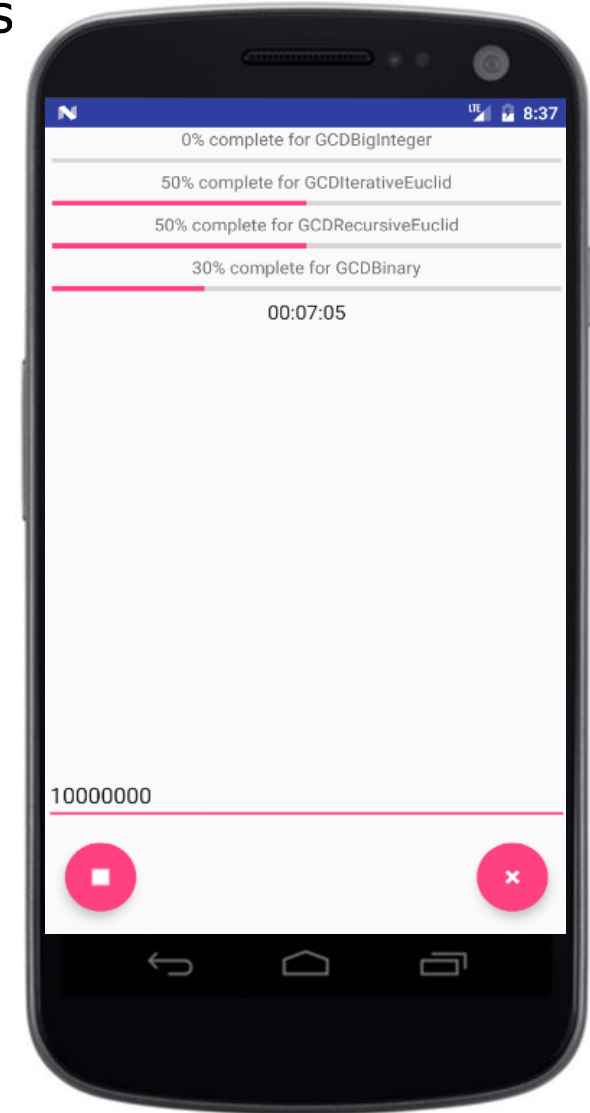 s
LTE 8:37
0% complete for GCDBigInteger
50% complete for GCDIterativeEuclid
50% complete for GCDRecursiveEuclid
30% complete for GCDBinary
00:07:05
10000000